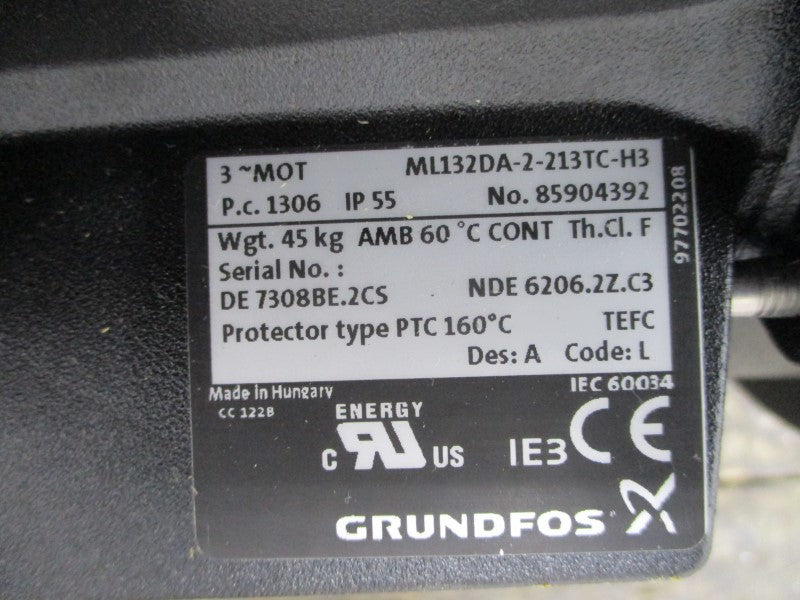 3 ~MOT ML132DA-2-213TC-H3
P.c. 1306 IP 55 No. 85904392
Wgt. 45 kg AMB 60 °C CONT Th.Cl. F
Serial No. :
DE 7308BE.2CS NDE 6206.2Z.C3
Protector type PTC 160°C TEFC
Des: A Code: L
97702208
Made in Hungary IEC 60034
CC 122B
ENERGY
c RU US IE3 CE
GRUNDFOS